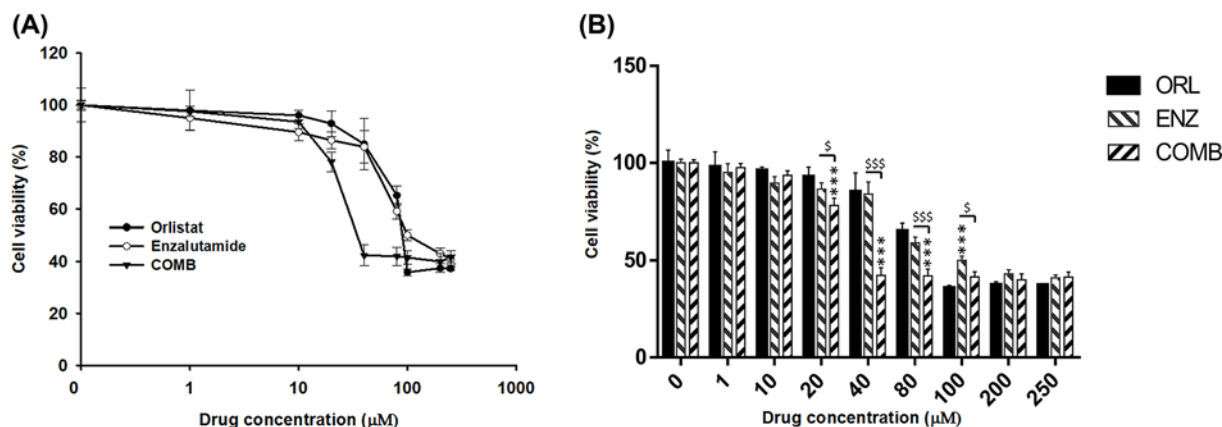 (A)
120
100
80
60
40
20
0
Cell viability (%)
Orlistat
Enzalutamide
COMB
0
1
10
100
1000
Drug concentration (µM)
(B)
150
100
50
0
Cell viability (%)
$
***
$$$
***
$$$
***
***
$
0
1
10
20
40
80
100
200
250
Drug concentration (µM)
ORL
ENZ
COMB